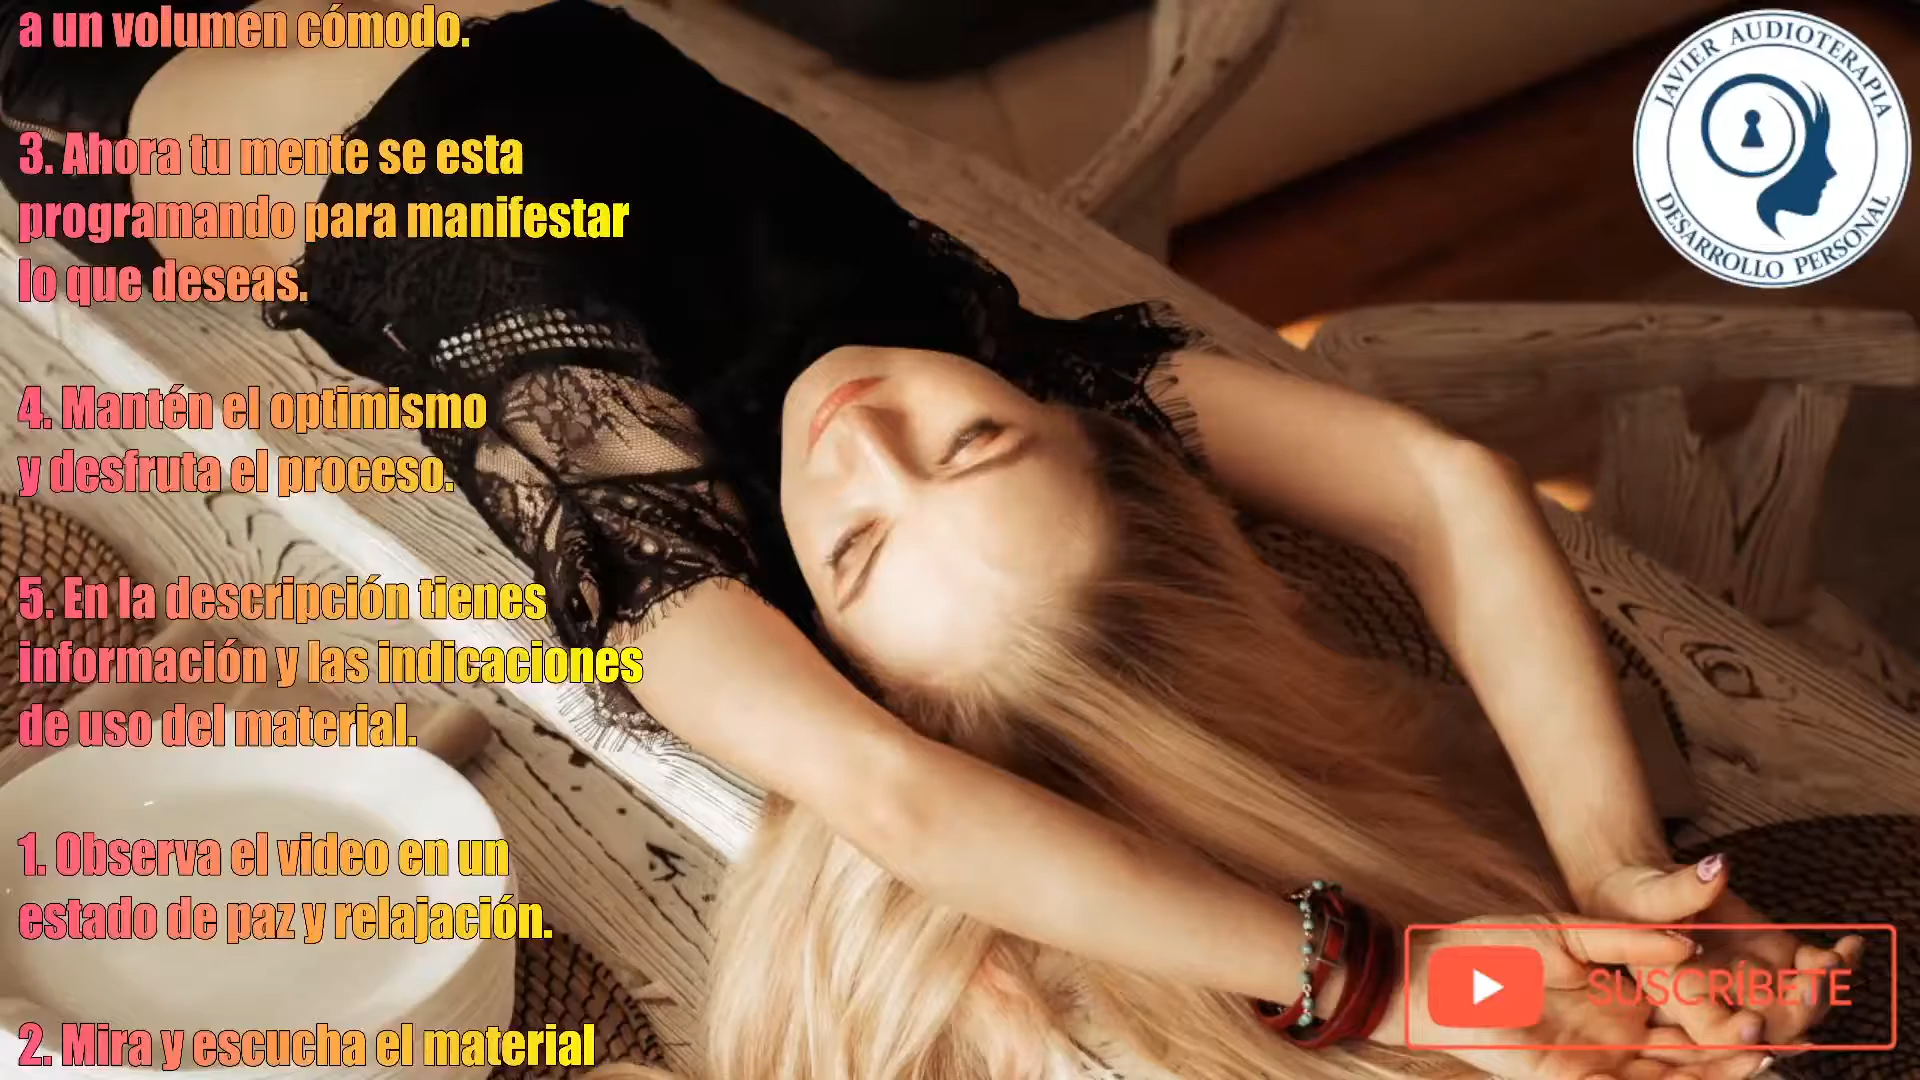 a un volumen cómodo.
3. Ahora tu mente se esta
programando para manifestar
lo que deseas.
4. Mantén el optimismo
y desfruta el proceso.
5. En la descripción tienes
información y las indicaciones
de uso del material.
1. Observa el video en un
estado de paz y relajación.
2. Mira y escucha el material
JAVIER AUDIOTERAPIA
DESARROLLO PERSONAL
SUSCRÍBETE